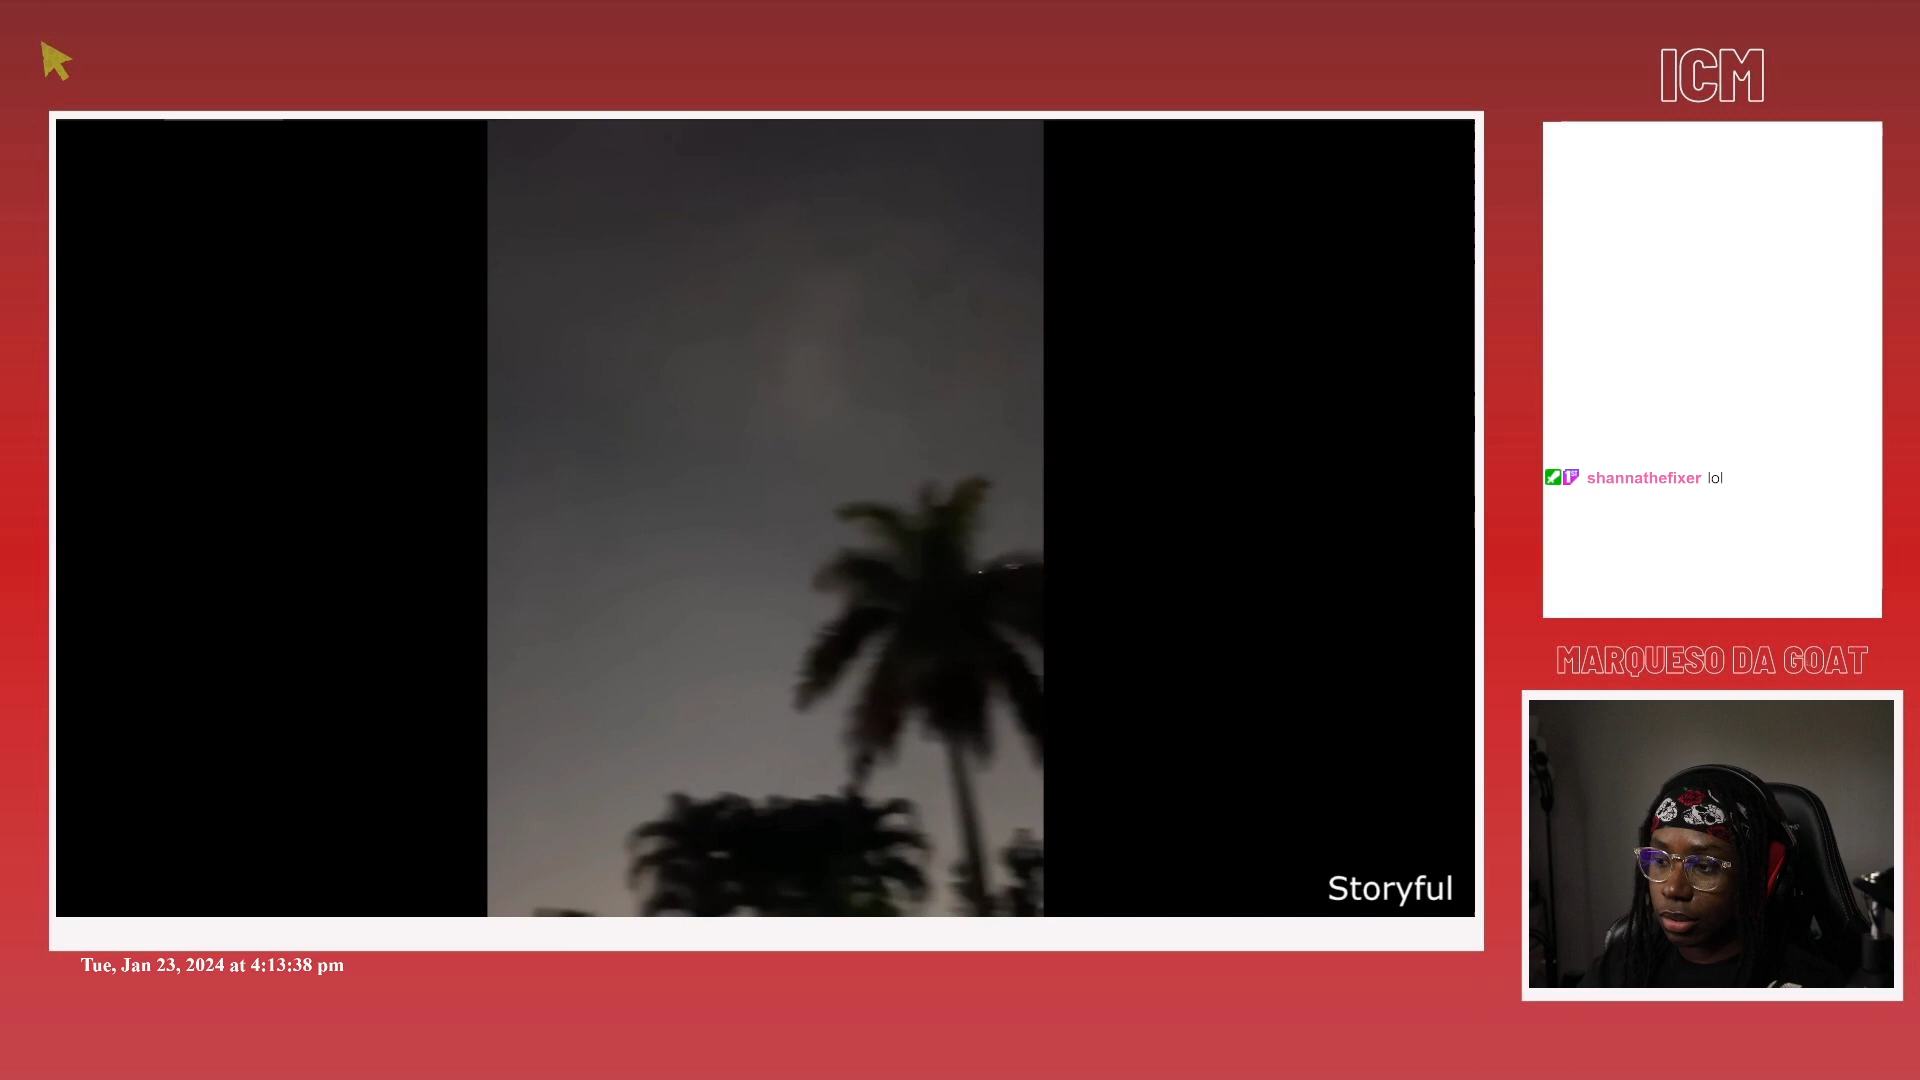 ICM
shannathefixer lol
MARQUESO DA GOAT
Storyful
Tue, Jan 23, 2024 at 4:13:38 pm